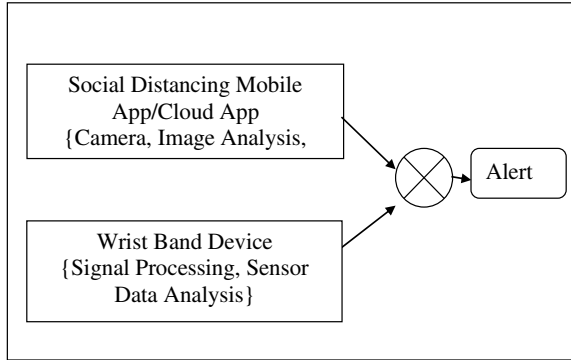 Social Distancing Mobile
App/Cloud App
{Camera, Image Analysis,
Wrist Band Device
{Signal Processing, Sensor
Data Analysis}
Alert